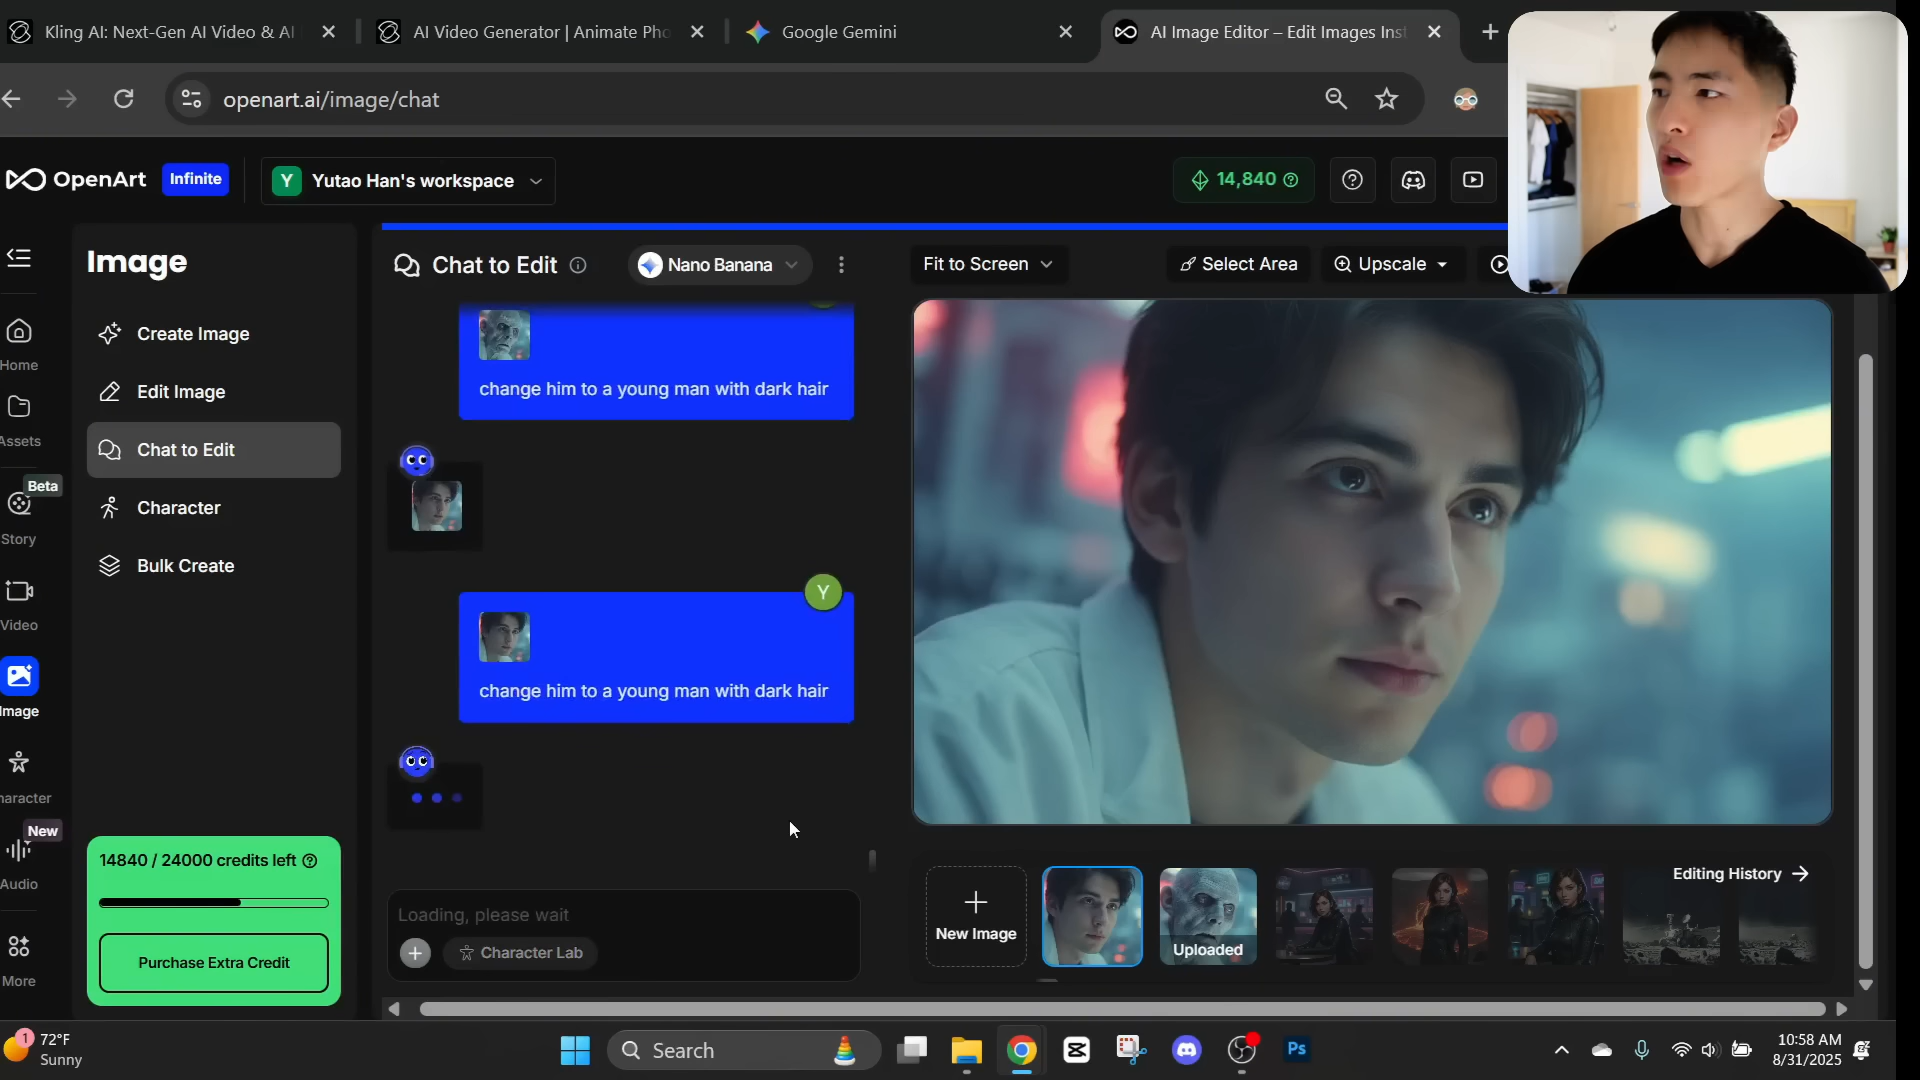 Kling AI: Next-Gen AI Video & AI
AI Video Generator | Animate Pho
Google Gemini
AI Image Editor – Edit Images Inst
openart.ai/image/chat
OpenArt
Infinite
Y
Yutao Han's workspace
14,840
Image
Create Image
Edit Image
Chat to Edit
Character
Bulk Create
Home
Assets
Beta
Story
Video
Image
haracter
New
Audio
More
14840 / 24000 credits left
Purchase Extra Credit
Chat to Edit
Nano Banana
change him to a young man with dark hair
Y
change him to a young man with dark hair
Loading, please wait
Character Lab
Fit to Screen
Select Area
Upscale
New Image
Uploaded
Editing History
1
72°F
Sunny
Search
Ps
10:58 AM
8/31/2025